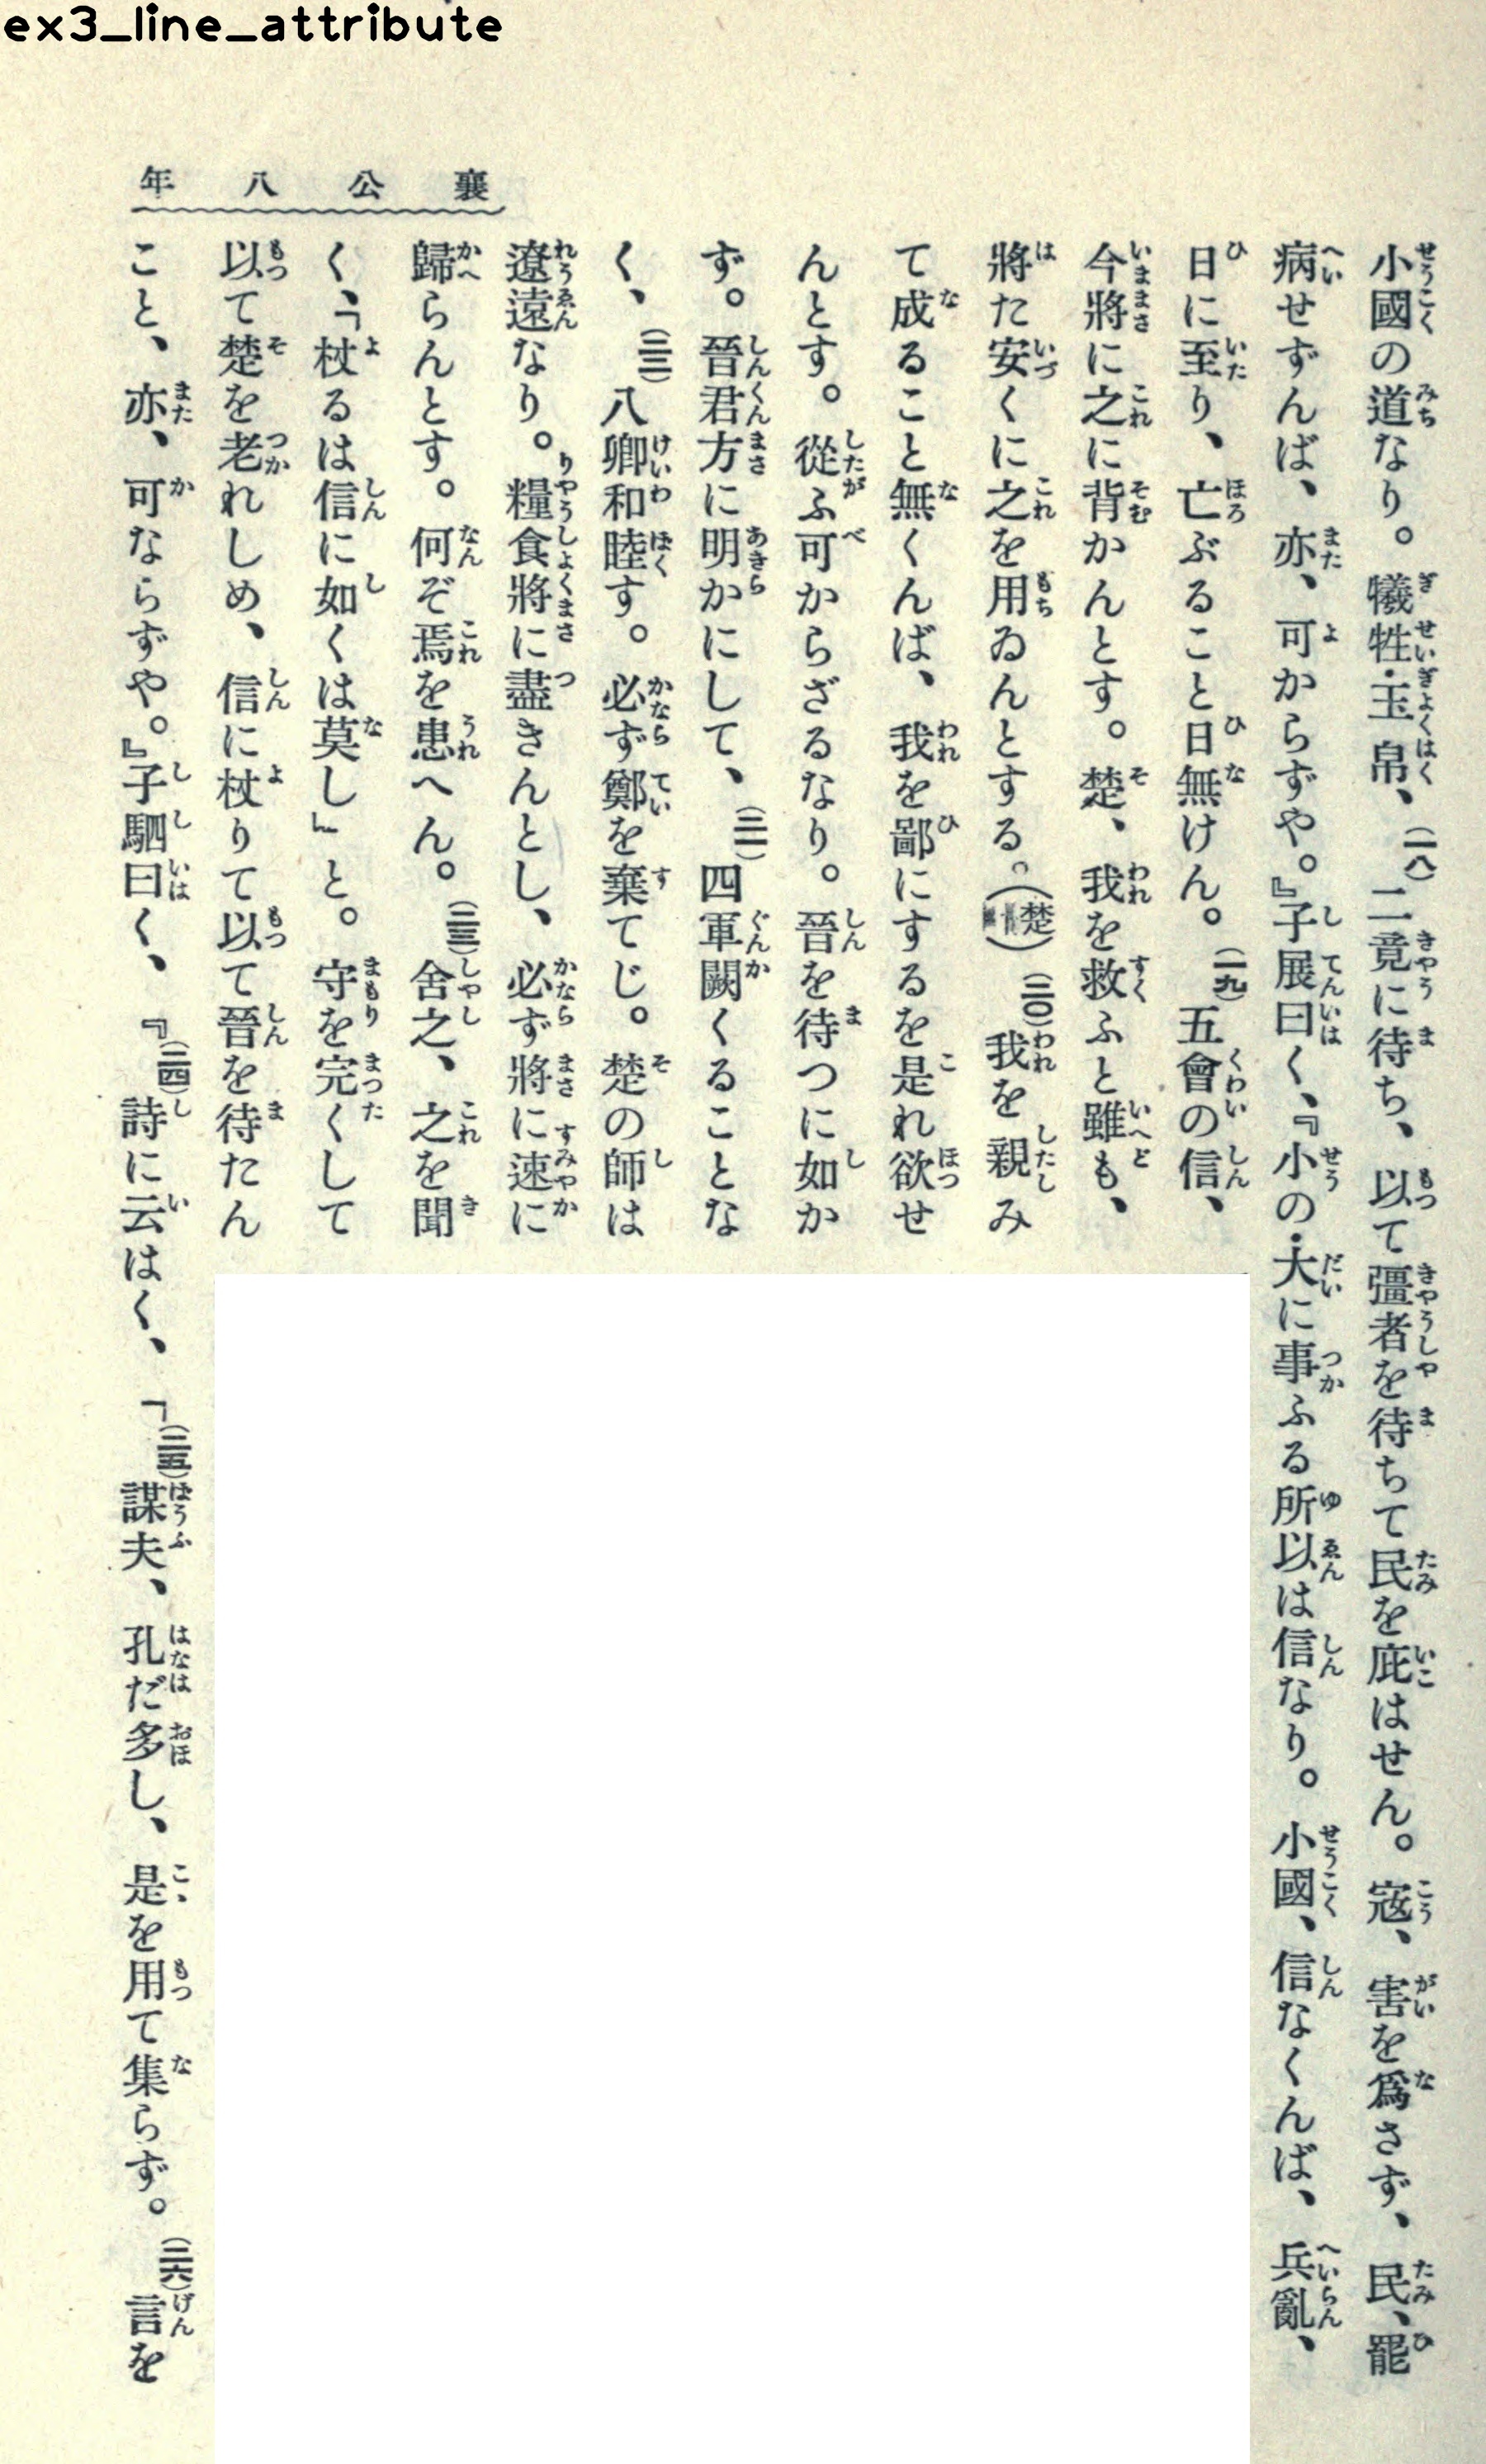 ex3_line_attribute
襄公八年
小國の道なり。犧牲·玉帛、(一八)二竟に待ち、以て彊者を待ちて民を庇はせん。寇、害を爲さず、民、罷
病せずんば、亦、可からずや。』子展曰く、『小の·大に事ふる所以は信なり。小國、信なくんば、兵亂、
日に至り、亡ぶること日無けん。(一九)五會の信、
今將に之に背かんとす。楚、我を救ふと雖も、
將た安くに之を用ゐんとする。(楚)(二〇)我を親み
て成ること無くんば、我を鄙にするを是れ欲せ
んとす。從ふ可からざるなり。晉を待つに如か
ず。晉君方に明かにして、(二一)四軍闕くることな
く、(二二)八卿和睦す。必ず鄭を棄てじ。楚の師は
遼遠なり。糧食將に盡きんとし、必ず將に速に
歸らんとす。何ぞ焉を患へん。(二三)舍之、之を聞
く、「杖るは信に如くは莫し」と。守を完くして
以て楚を老れしめ、信に杖りて以て晉を待たん
こと、亦、可ならずや。』子駟曰く、『(二四)詩に云はく、「(二五)謀夫、孔だ多し、是を用て集らず。(二六)言を